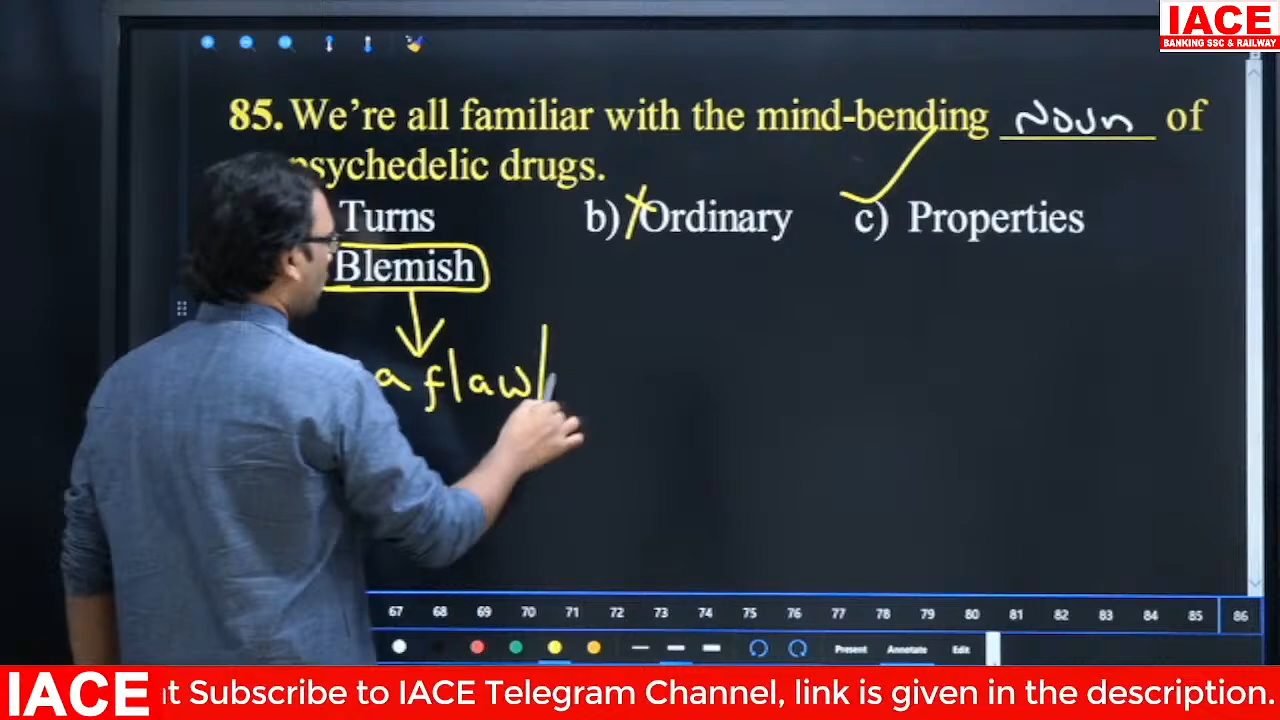 IACE
BANKING SSC & RAILWAY
85. We're all familiar with the mind-bending Noun of
psychedelic drugs.
Turns b) Ordinary c) Properties
Blemish
a flaw/
67 68 69 70 71 72 73 74 75 76 77 78 79 80 81 82 83 84 85 86
Present Annotate Edit
IACE at Subscribe to IACE Telegram Channel, link is given in the description.